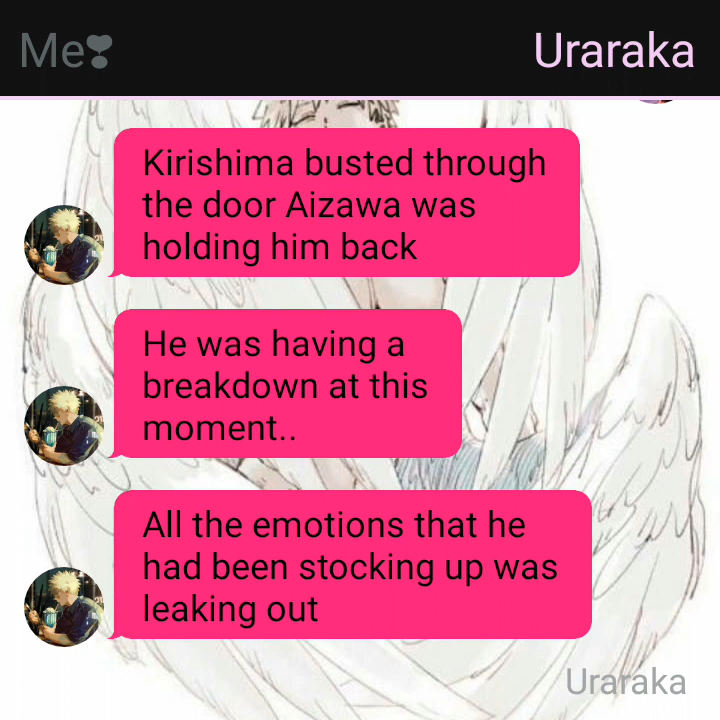 Me❣ Uraraka
Kirishima busted through
the door Aizawa was
holding him back
He was having a
breakdown at this
moment..
All the emotions that he
had been stocking up was
leaking out
Uraraka